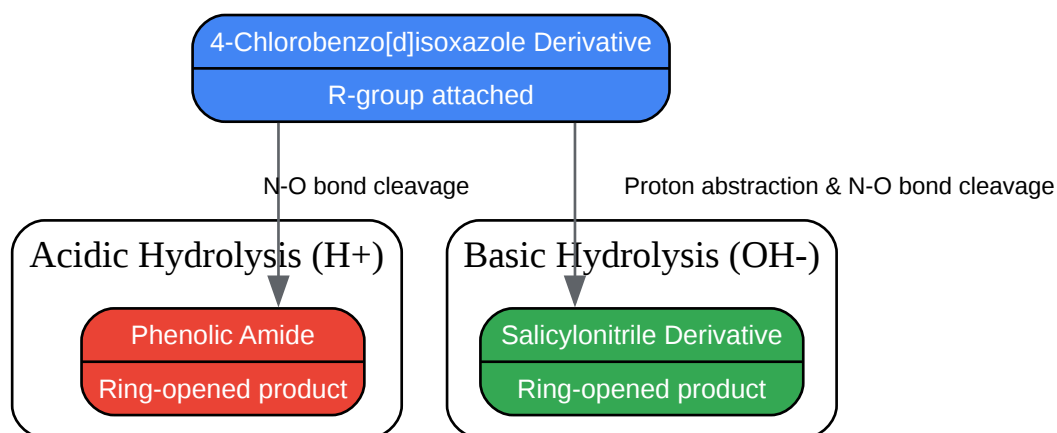 4-Chlorobenzo[d]isoxazole Derivative
R-group attached
N-O bond cleavage
Proton abstraction & N-O bond cleavage
Acidic Hydrolysis (H+)
Basic Hydrolysis (OH-)
Phenolic Amide
Ring-opened product
Salicylonitrile Derivative
Ring-opened product